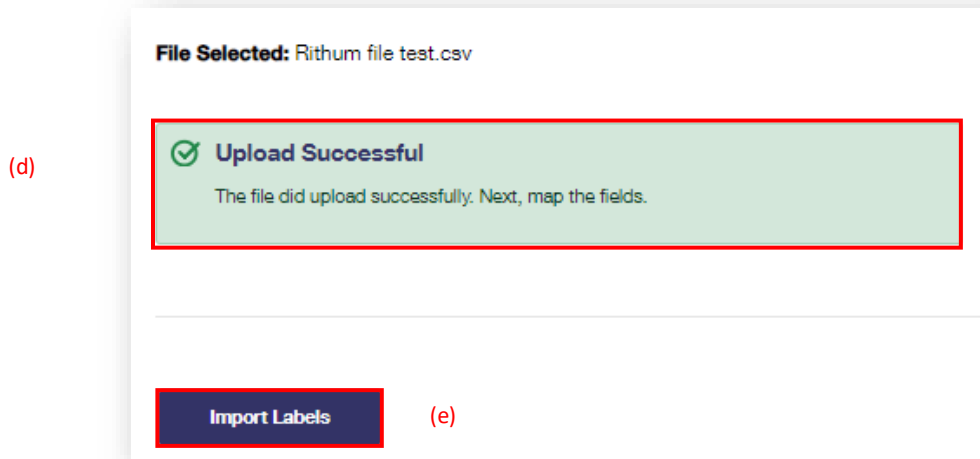 File Selected: Rithum file test.csv
(d)
Upload Successful
The file did upload successfully. Next, map the fields.
Import Labels
(e)